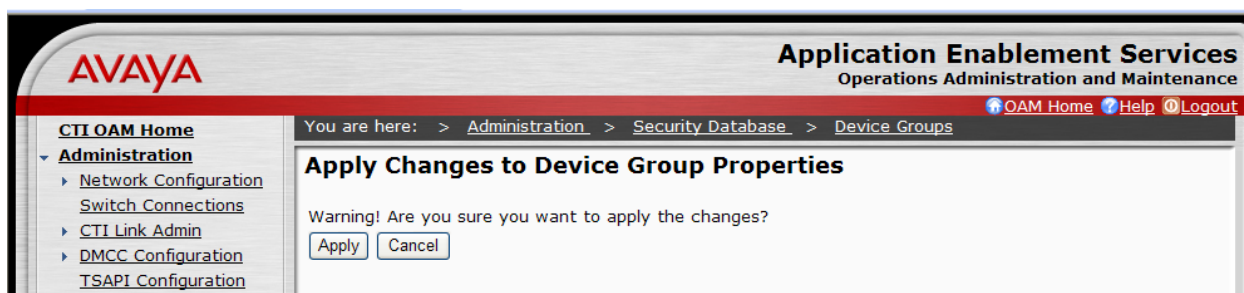 AVAYA
Application Enablement Services
Operations Administration and Maintenance
OAM Home ?Help Logout
CTI OAM Home
You are here: > Administration > Security Database > Device Groups
Administration
Network Configuration
Switch Connections
CTI Link Admin
DMCC Configuration
TSAPI Configuration
Apply Changes to Device Group Properties
Warning! Are you sure you want to apply the changes?
Apply Cancel